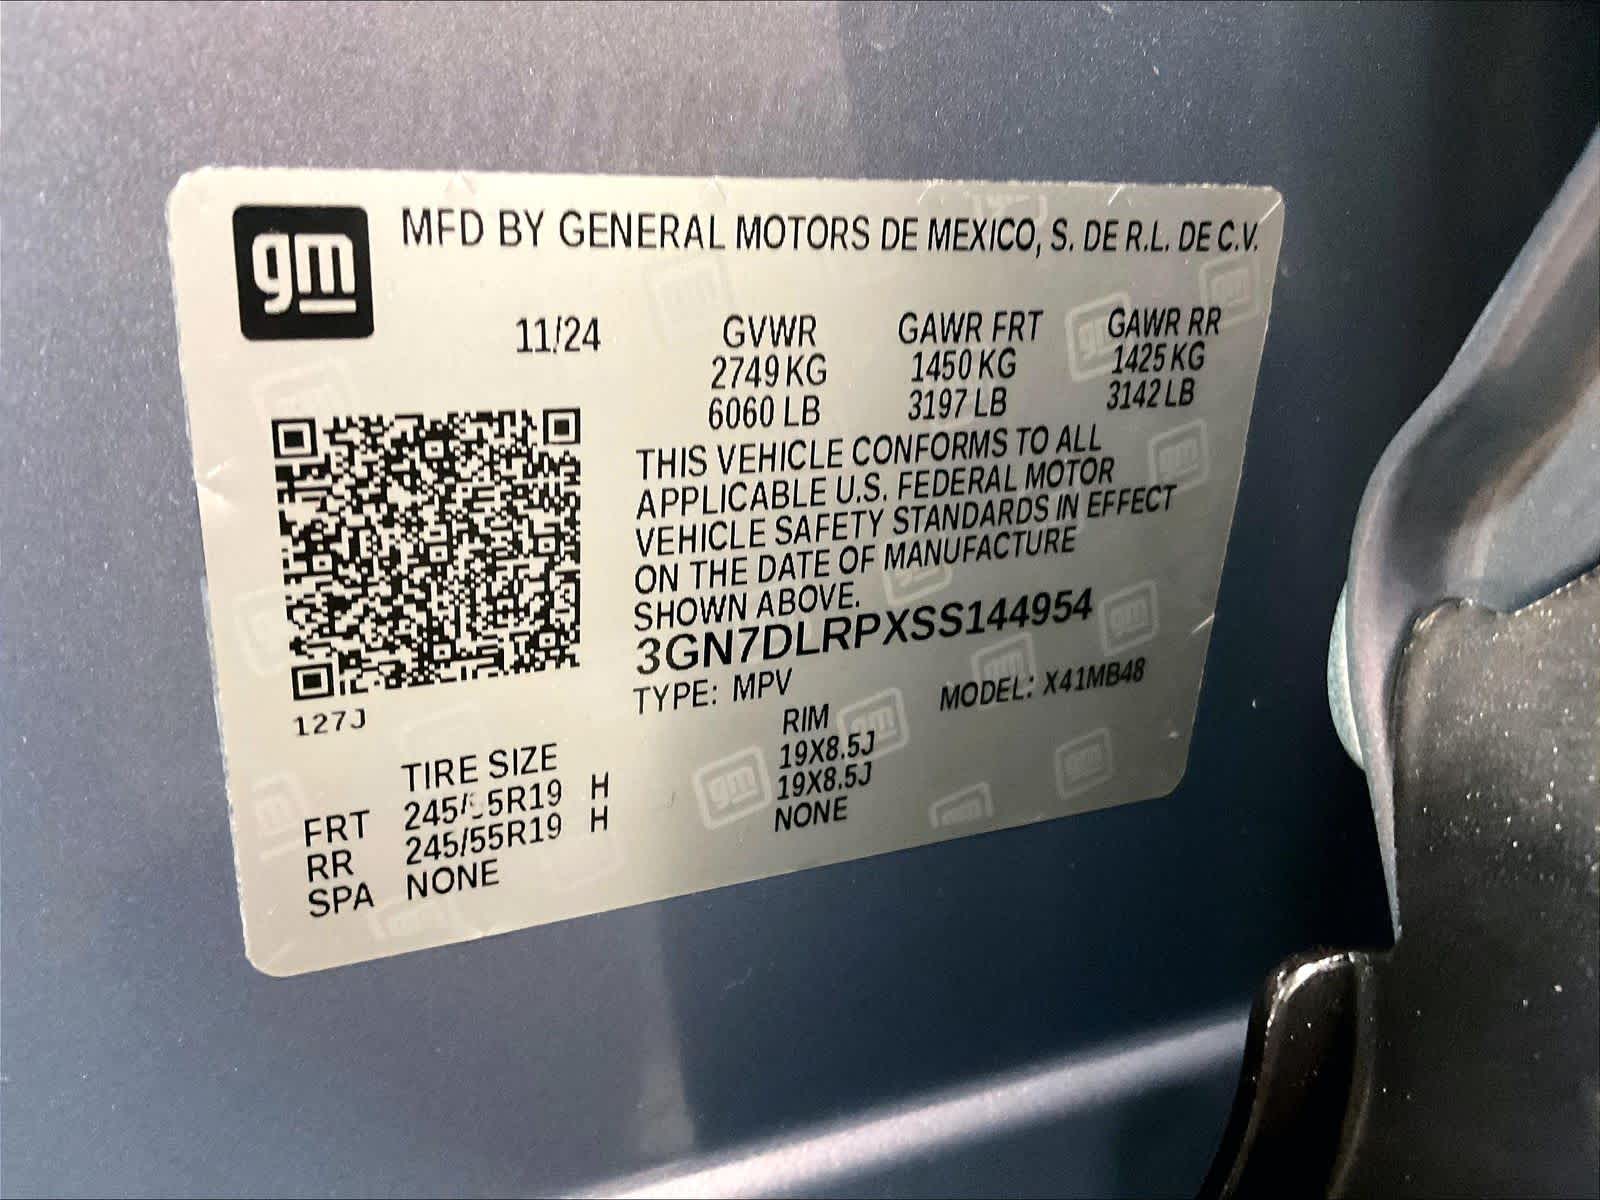 gm MFD BY GENERAL MOTORS DE MEXICO, S. DE R.L. DE C.V.
11/24 GVWR GAWR FRT GAWR RR
2749 KG 1450 KG 1425 KG
6060 LB 3197 LB 3142 LB
THIS VEHICLE CONFORMS TO ALL
APPLICABLE U.S. FEDERAL MOTOR
VEHICLE SAFETY STANDARDS IN EFFECT
ON THE DATE OF MANUFACTURE
SHOWN ABOVE.
3GN7DLRPXSS144954
TYPE: MPV MODEL: X41MB48
127J
TIRE SIZE RIM
FRT 245/55R19 H 19X8.5J
RR 245/55R19 H 19X8.5J
SPA NONE NONE